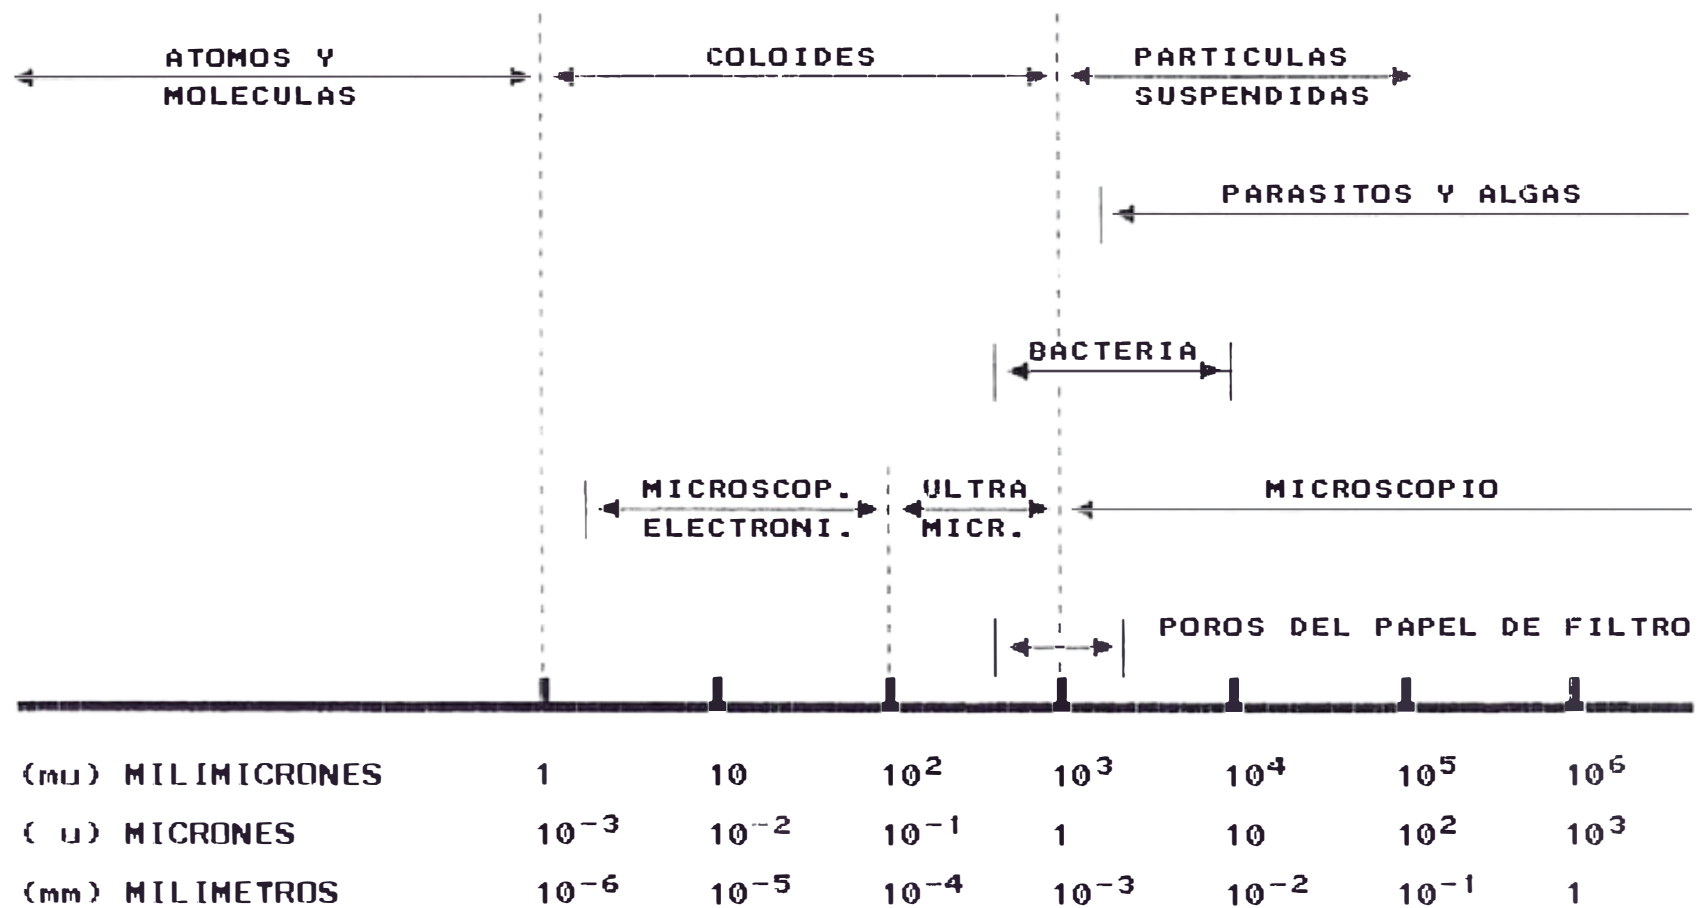 ATOMOS Y
MOLECULAS
COLOIDES
PARTICULAS
SUSPENDIDAS
PARASITOS Y ALGAS
BACTERIA
MICROSCOP.
ELECTRONI.
ULTRA
MICR.
MICROSCOPIO
POROS DEL PAPEL DE FILTRO
(mu) MILIMICRONES 1 10 10² 10³ 10⁴ 10⁵ 10⁶
( u) MICRONES 10⁻³ 10⁻² 10⁻¹ 1 10 10² 10³
(mm) MILIMETROS 10⁻⁶ 10⁻⁵ 10⁻⁴ 10⁻³ 10⁻² 10⁻¹ 1